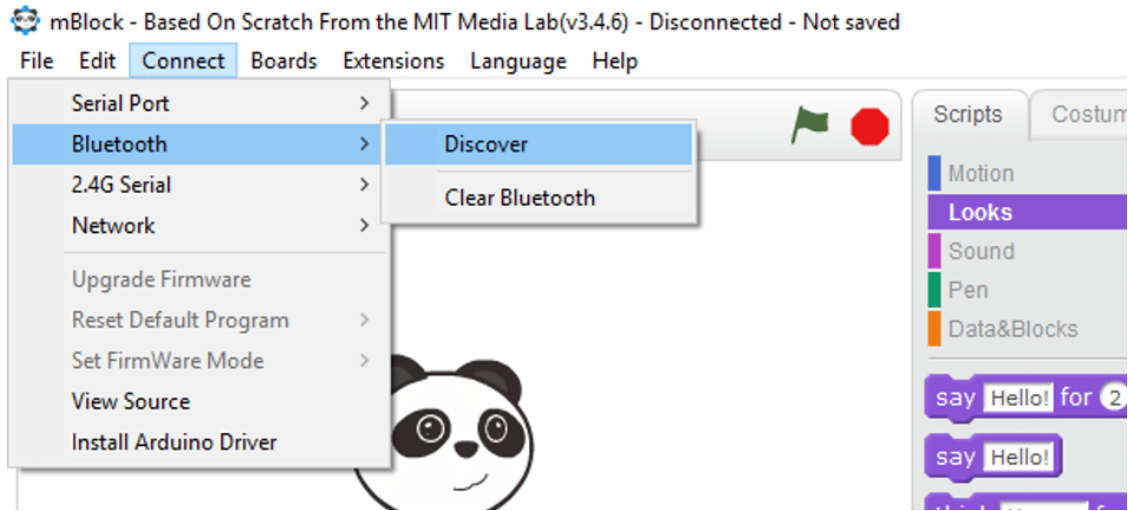 mBlock - Based On Scratch From the MIT Media Lab(v3.4.6) - Disconnected - Not saved
File Edit Connect Boards Extensions Language Help
Serial Port
Bluetooth
2.4G Serial
Network
Upgrade Firmware
Reset Default Program
Set FirmWare Mode
View Source
Install Arduino Driver
Discover
Clear Bluetooth
Scripts
Motion
Looks
Sound
Pen
Data&Blocks
say Hello! for 2
say Hello!